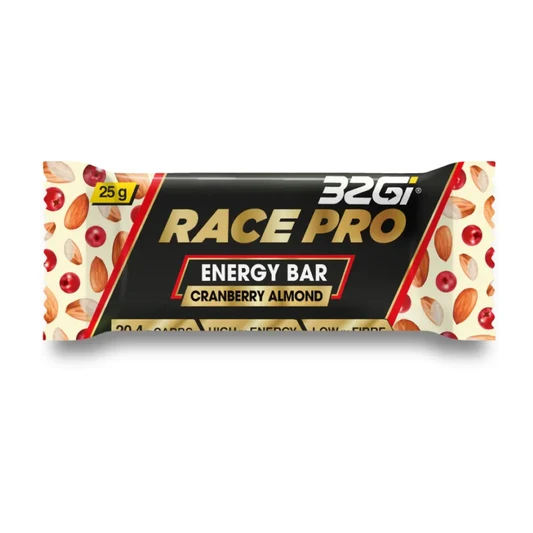 25 g
32Gi®
RACE PRO
ENERGY BAR
CRANBERRY ALMOND
CARBS HIGH ENERGY LOW FIBRE